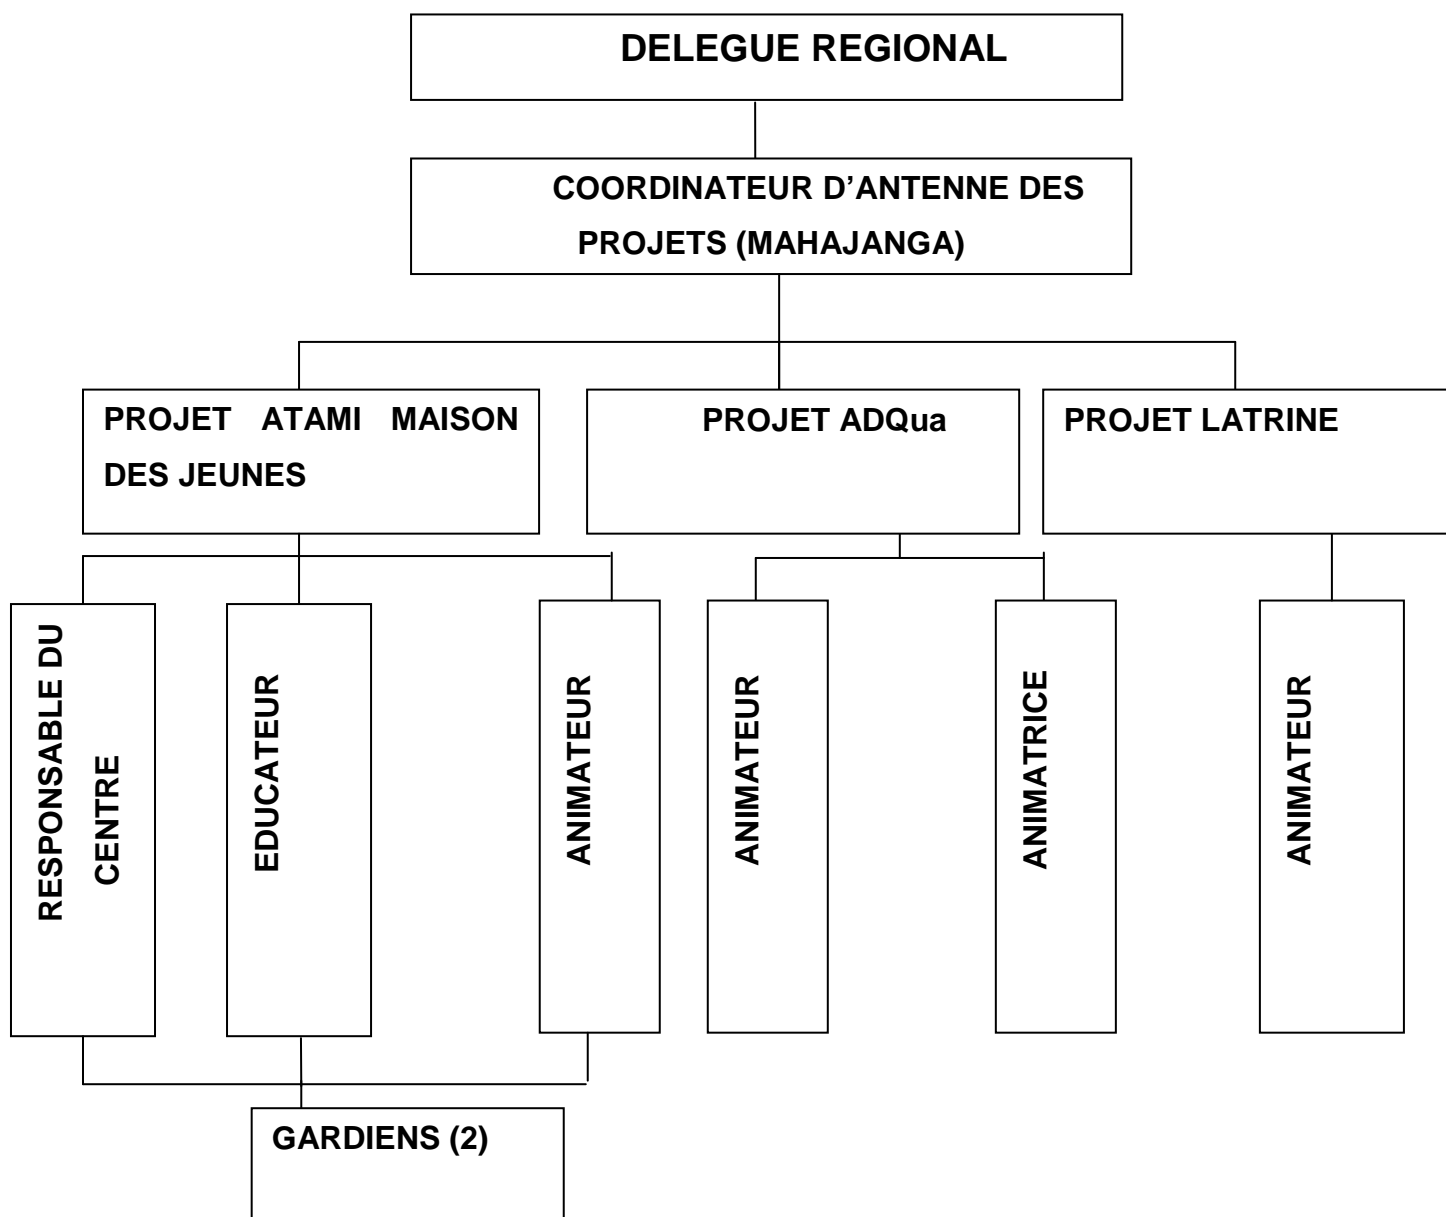 DELEGUE REGIONAL
COORDINATEUR D’ANTENNE DES
PROJETS (MAHAJANGA)
PROJET ATAMI MAISON
DES JEUNES
PROJET ADQua
PROJET LATRINE
RESPONSABLE DU
CENTRE
EDUCATEUR
ANIMATEUR
ANIMATEUR
ANIMATRICE
ANIMATEUR
GARDIENS (2)